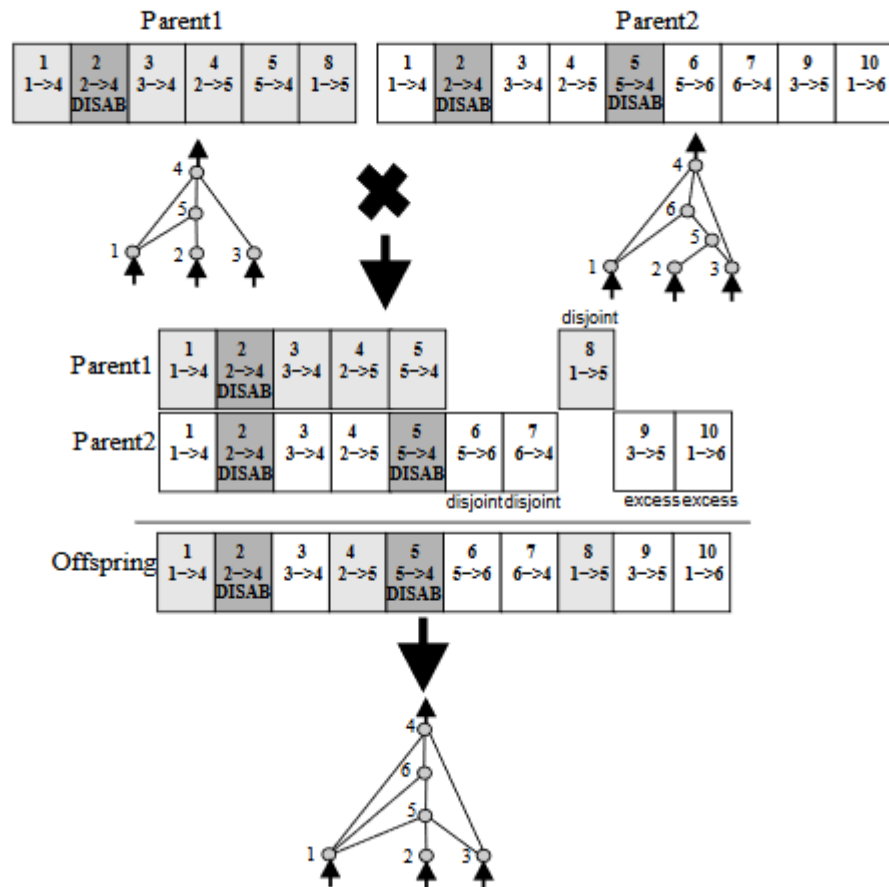 Parent1 Parent2
1 2 3 4 5 8 1 2 3 4 5 6 7 9 10
1->4 2->4 3->4 2->5 5->4 1->5 1->4 2->4 3->4 2->5 5->4 5->6 6->4 3->5 1->6
DISAB DISAB DISAB
4 4
5 6
5
1 2 3 1 2 3
disjoint
Parent1 1 2 3 4 5 8
1->4 2->4 3->4 2->5 5->4 1->5
DISAB
Parent2 1 2 3 4 5 6 7 9 10
1->4 2->4 3->4 2->5 5->4 5->6 6->4 3->5 1->6
DISAB DISAB
disjoint disjoint excess excess
Offspring 1 2 3 4 5 6 7 8 9 10
1->4 2->4 3->4 2->5 5->4 5->6 6->4 1->5 3->5 1->6
DISAB DISAB
4
6
5
1 2 3